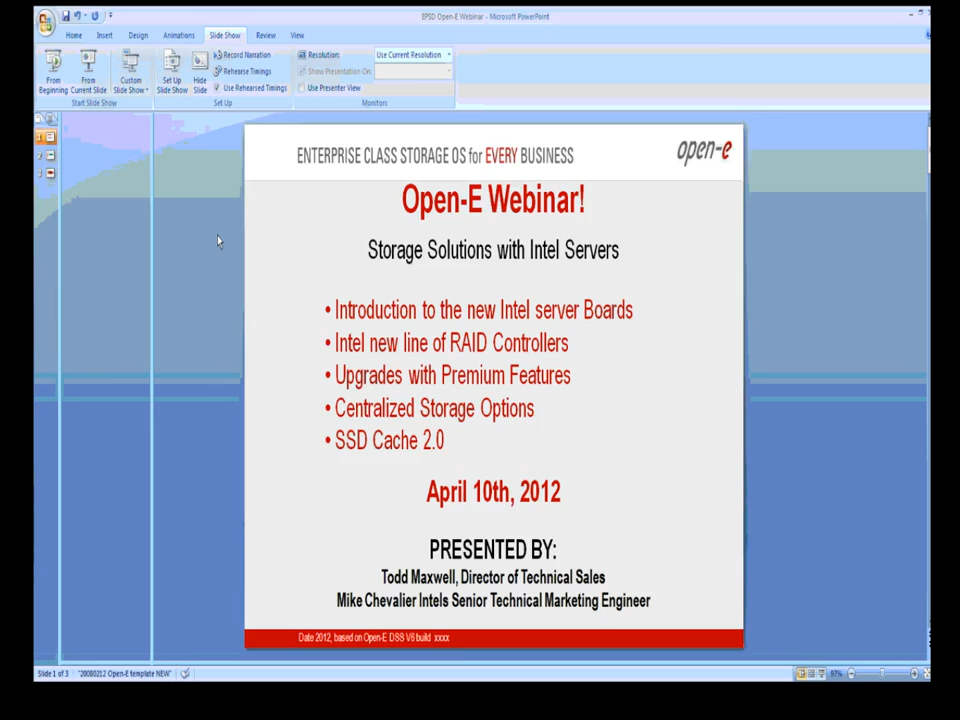 EPSD Open-E Webinar - Microsoft PowerPoint
Home Insert Design Animations Slide Show Review View
Record Narration Resolution: Use Current Resolution
Rehearse Timings Show Presentation On:
From Beginning From Current Slide Custom Slide Show Set Up Slide Show Hide Slide Use Rehearsed Timings Use Presenter View
Start Slide Show Set Up Monitors
ENTERPRISE CLASS STORAGE OS for EVERY BUSINESS
open-e
Open-E Webinar!
Storage Solutions with Intel Servers
• Introduction to the new Intel server Boards
• Intel new line of RAID Controllers
• Upgrades with Premium Features
• Centralized Storage Options
• SSD Cache 2.0
April 10th, 2012
PRESENTED BY:
Todd Maxwell, Director of Technical Sales
Mike Chevalier Intels Senior Technical Marketing Engineer
Date 2012, based on Open-E DSS V6 build xxxx
Slide 1 of 3 "20080212 Open-E template NEW" 97%